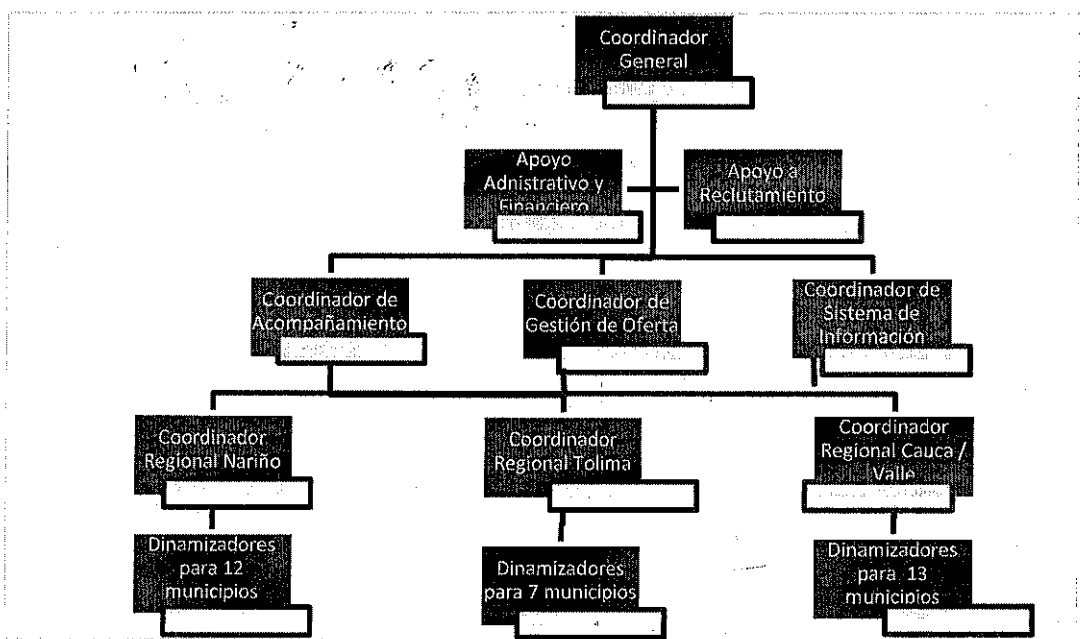 Coordinador
General
Apoyo
Adnistrativo y
Financiero
Apoyo a
Reclutamiento
Coordinador de
Acompañamiento
Coordinador de
Gestión de Oferta
Coordinador de
Sistema de
Información
Coordinador
Regional Nariño
Coordinador
Regional Tolima
Coordinador
Regional Cauca /
Valle
Dinamizadores
para 12
municipios
Dinamizadores
para 7 municipios
Dinamizadores
para 13
municipios